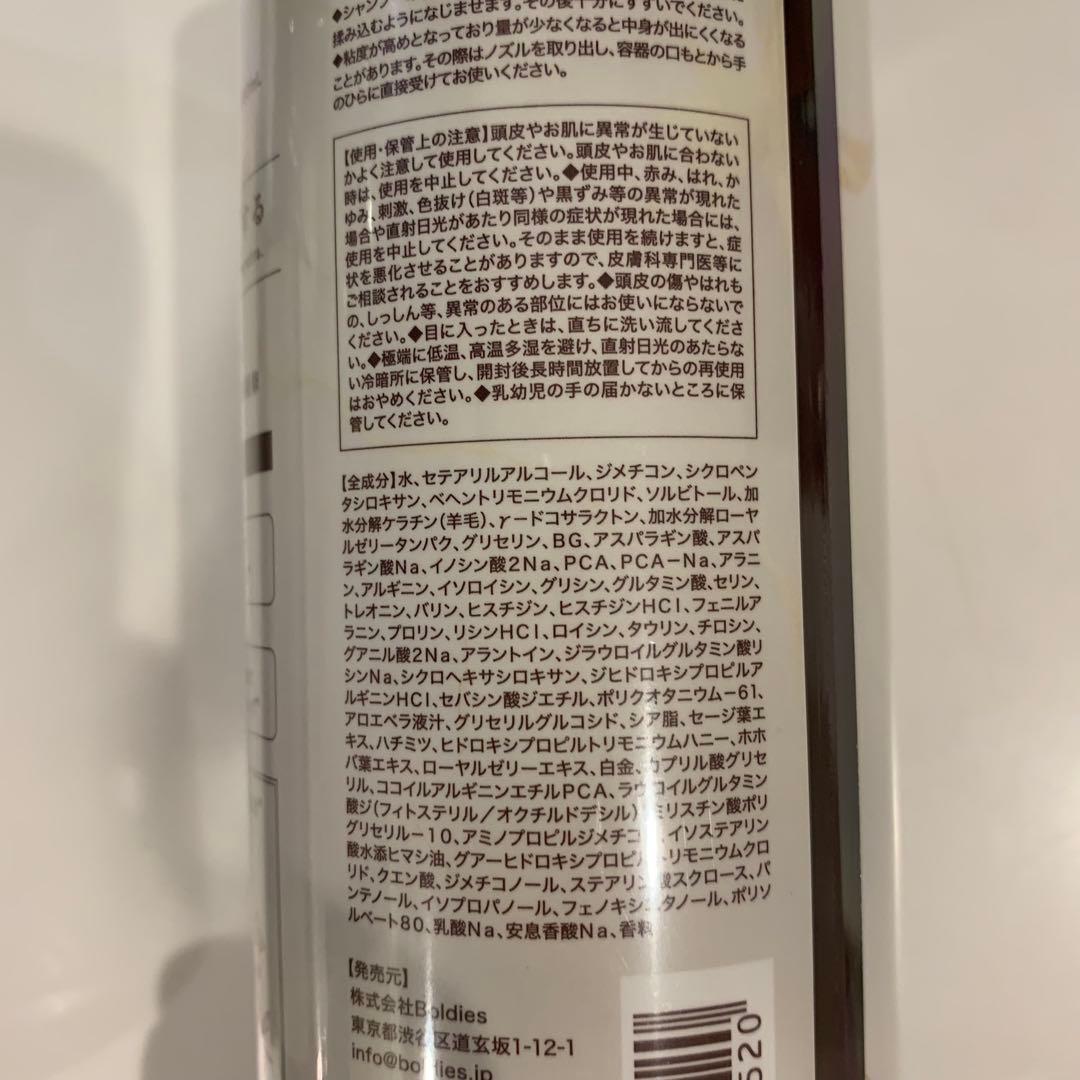 ◆シャンプー
揉み込むようになじませます。その後十分にすすいでください。
◆粘度が高めとなっており量が少なくなると中身が出にくくなる
ことがあります。その際はノズルを取り出し、容器の口もとから手
のひらに直接受けてお使いください。
【使用・保管上の注意】頭皮やお肌に異常が生じていない
かよく注意して使用してください。頭皮やお肌に合わない
時は、使用を中止してください。◆使用中、赤み、はれ、か
ゆみ、刺激、色抜け(白斑等)や黒ずみ等の異常が現れた
場合や直射日光があたり同様の症状が現れた場合には、
使用を中止してください。そのまま使用を続けますと、症
状を悪化させることがありますので、皮膚科専門医等に
ご相談されることをおすすめします。◆頭皮の傷やはれも
の、しっしん等、異常のある部位にはお使いにならないで
ください。◆目に入ったときは、直ちに洗い流してくださ
い。◆極端に低温、高温多湿を避け、直射日光のあたらな
い冷暗所に保管し、開封後長時間放置してからの再使用
はおやめください。◆乳幼児の手の届かないところに保
管してください。
【全成分】水、セテアリルアルコール、ジメチコン、シクロペン
タシロキサン、ベヘントリモニウムクロリド、ソルビトール、加
水分解ケラチン(羊毛)、γードコサラクトン、加水分解ロー​ヤ
ルゼリータンパク、グリセリン、BG、アスパラギン酸、アスパ
ラギン酸Na、イノシン酸2Na、PCA、PCA-Na、アラニ
ン、アルギニン、イソロイシン、グリシン、グルタミン酸、セリン、
トレオニン、バリン、ヒスチジン、ヒスチジンHCl、フェニルア
ラニン、プロリン、リシンHCl、ロイシン、タウリン、チロシン、
グアニル酸2Na、アラントイン、ジラウロイルグルタミン酸リ
シンNa、シクロヘキサシロキサン、ジヒドロキシプロピルア
ルギニンHCl、セバシン酸ジエチル、ポリクオタニウムー61、
アロエベラ液汁、グリセリルグルコシド、シア脂、セージ葉エ
キス、ハチミツ、ヒドロキシプロピルトリモニウムハニー、ホホ
バ葉エキス、ローヤルゼリーエキス、白金、カプリル酸グリセ
リル、ココイルアルギニンエチルPCA、ラウロイルグルタミン
酸ジ(フィトステリル/オクチルドデシル)、ミリスチン酸ポリ
グリセリルー10、アミノプロピルジメチコン、イソステアリン
酸水添ヒマシ油、グアーヒドロキシプロピルトリモニウムクロ
リド、クエン酸、ジメチコノール、ステアリン酸スクロース、パ
ンテノール、イソプロパノール、フェノキシエタノール、ポリソ
ルベート80、乳酸Na、安息香酸Na、香料
【発売元】
株式会社Boldies
東京都渋谷区道玄坂1-12-1
info@boldies.jp
520